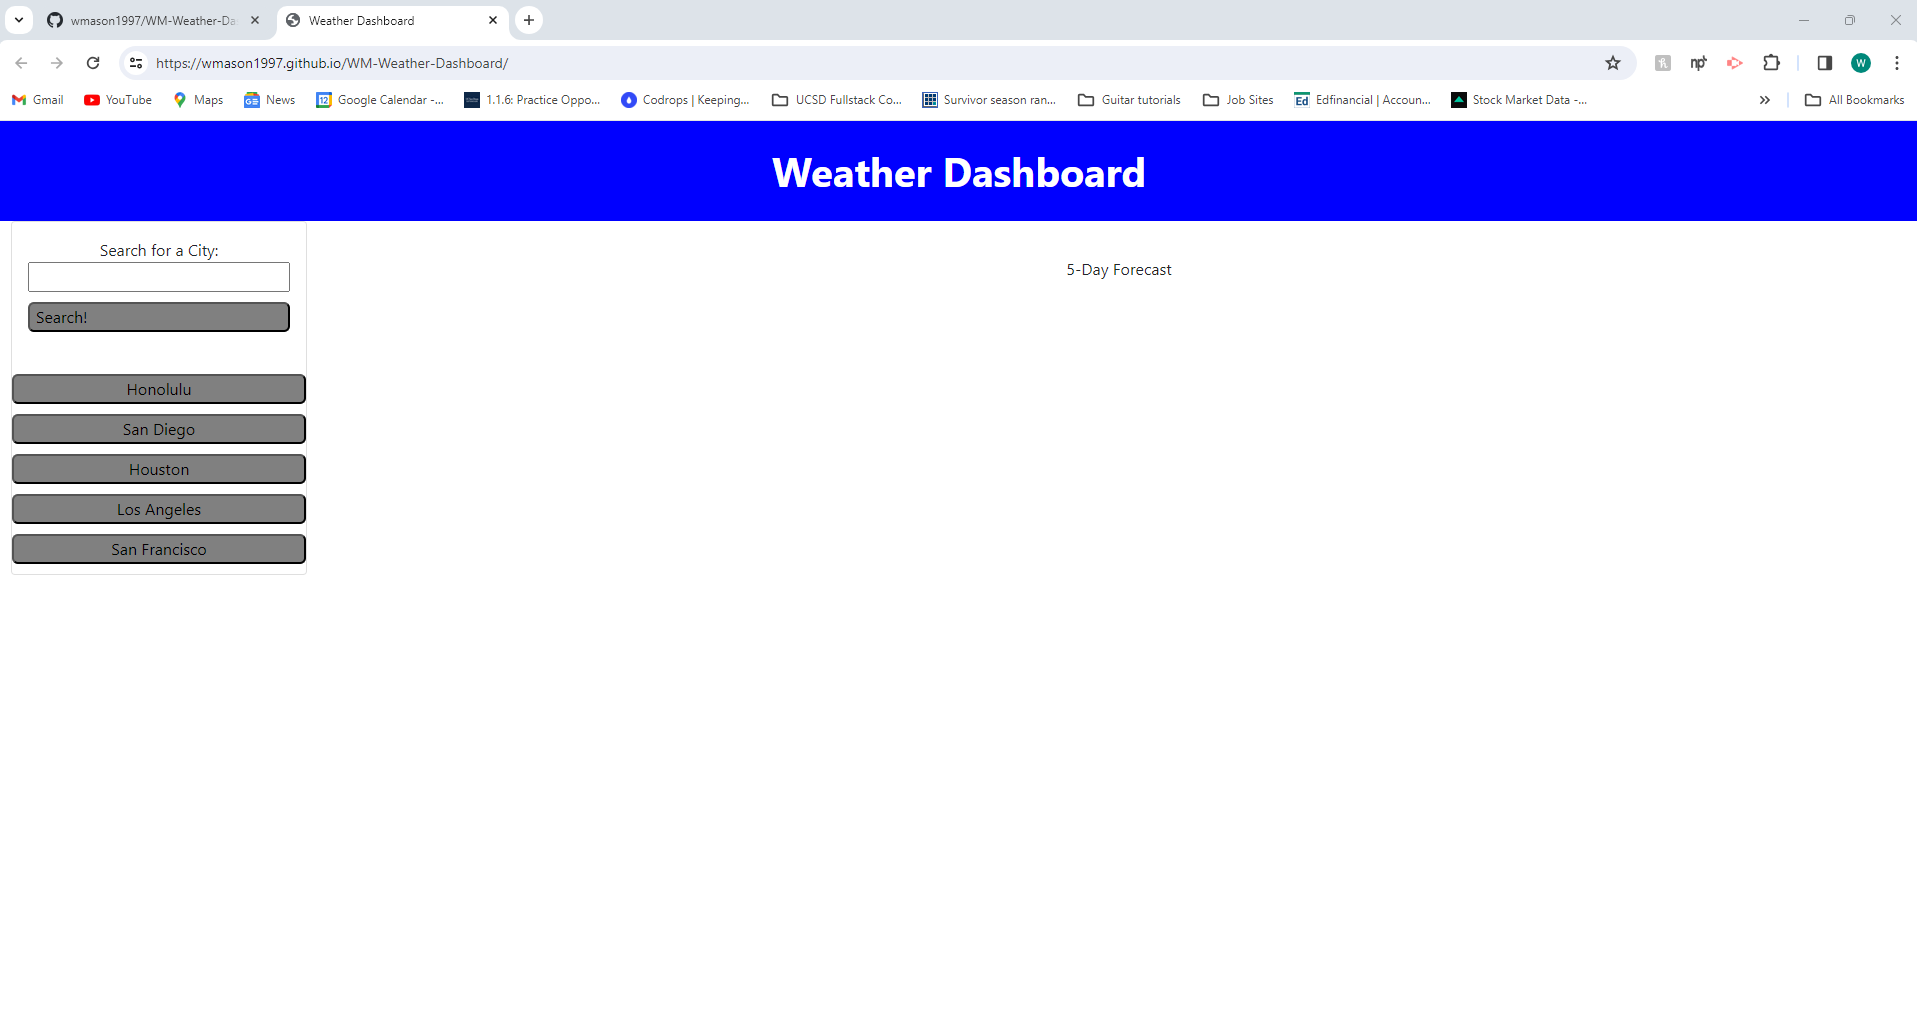 wmason1997/WM-Weather-Da
Weather Dashboard
https://wmason1997.github.io/WM-Weather-Dashboard/
np
W
Gmail
YouTube
Maps
News
12
Google Calendar -...
1.1.6: Practice Oppo...
Codrops | Keeping...
UCSD Fullstack Co...
Survivor season ran...
Guitar tutorials
Job Sites
Ed
Edfinancial | Accoun...
Stock Market Data -...
All Bookmarks
Weather Dashboard
Search for a City:
Search!
5-Day Forecast
Honolulu
San Diego
Houston
Los Angeles
San Francisco